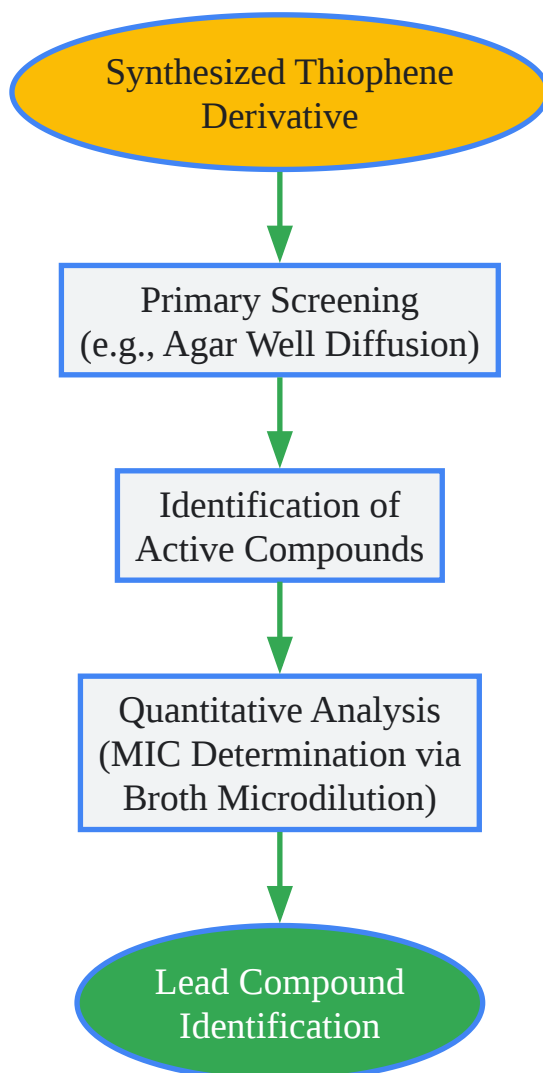 Synthesized Thiophene
Derivative
Primary Screening
(e.g., Agar Well Diffusion)
Identification of
Active Compounds
Quantitative Analysis
(MIC Determination via
Broth Microdilution)
Lead Compound
Identification